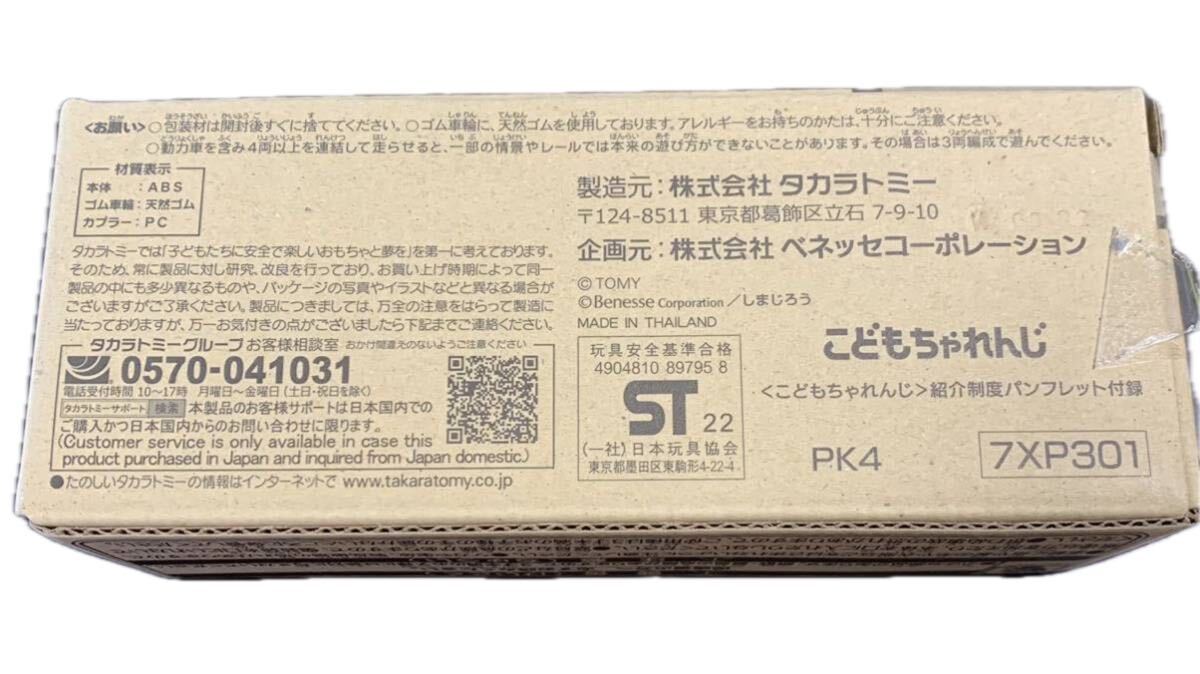 <お願い>○包装材は開封後すぐに捨ててください。○ゴム車輪に、天然ゴムを使用しております。アレルギーをお持ちのかたは、十分にご注意ください。
○動力車を含み4両以上を連結して走らせると、一部の情景やレールでは本来の遊び方ができないことがあります。その場合は3両編成で遊んでください。
材質表示
本体 : ABS
ゴム車輪 : 天然ゴム
カプラー : PC
タカラトミーでは「子どもたちに安全で楽しいおもちゃと夢を」を第一に考えております。
そのため、常に製品に対し研究、改良を行っており、お買い上げ時期によって同一
製品の中にも多少異なるものや、パッケージの写真やイラストなどと異なる場合が
ございますがご了承ください。製品につきましては、万全の注意をはらって製造に
当たっておりますが、万一お気付きの点がございましたら下記までご連絡ください。
タカラトミーグループ お客様相談室 おかけ間違えのないようご注意ください
0570-041031
電話受付時間 10〜17時 月曜日〜金曜日(土日・祝日を除く)
タカラトミーサポート 検索 本製品のお客様サポートは日本国内での
ご購入かつ日本国内からのお問い合わせに限ります。
(Customer service is only available in case this
product purchased in Japan and inquired from Japan domestic.)
●たのしいタカラトミーの情報はインターネットで www.takaratomy.co.jp
製造元:株式会社 タカラトミー
〒124-8511 東京都葛飾区立石 7-9-10
企画元:株式会社 ベネッセコーポレーション
©TOMY
©Benesse Corporation/しまじろう
MADE IN THAILAND
玩具安全基準合格
4904810 89795 8
ST 22
(一社)日本玩具協会
東京都墨田区東駒形4-22-4
こどもちゃれんじ
<こどもちゃれんじ>紹介制度パンフレット付録
PK4
7XP301